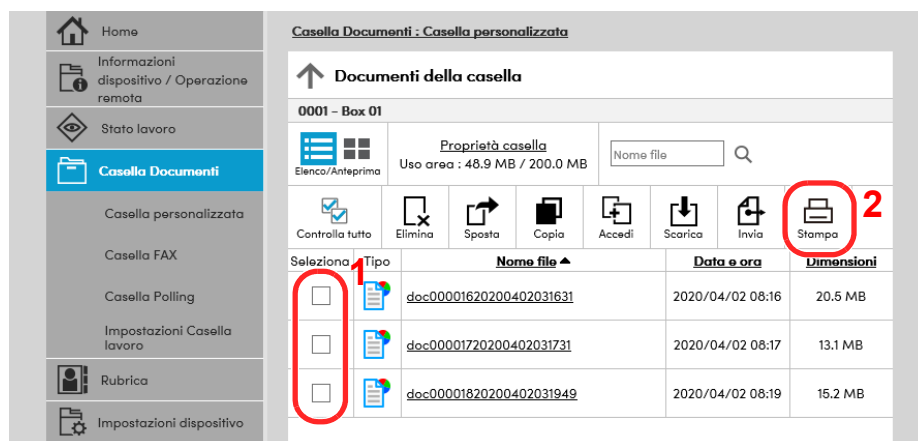 Home
Informazioni
dispositivo / Operazione
remota
Stato lavoro
Casella Documenti
Casella personalizzata
Casella FAX
Casella Polling
Impostazioni Casella
lavoro
Rubrica
Impostazioni dispositivo
Casella Documenti : Casella personalizzata
Documenti della casella
0001 - Box 01
Elenco/Anteprima
Proprietà casella
Uso area : 48.9 MB / 200.0 MB
Nome file
Controlla tutto Elimina Sposta Copia Accedi Scarica Invia Stampa 2
Seleziona 1 Tipo Nome file Data e ora Dimensioni
doc00001620200402031631 2020/04/02 08:16 20.5 MB
doc00001720200402031731 2020/04/02 08:17 13.1 MB
doc00001820200402031949 2020/04/02 08:19 15.2 MB